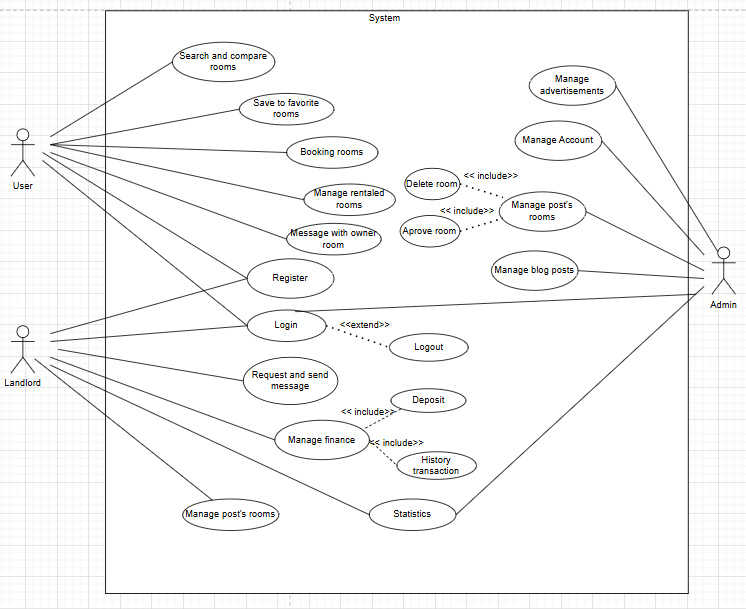 System
Search and compare
rooms
Manage
advertisements
Save to favorite
rooms
Manage Account
Booking rooms
User
Delete room
<< include>>
Manage rentaled
rooms
Manage post's
rooms
<< include>>
Aprove room
Message with owner
room
Manage blog posts
Register
Admin
Login
<<extend>>
Logout
Landlord
Request and send
message
Deposit
<< include>>
Manage finance
<< include>>
History
transaction
Manage post's rooms
Statistics